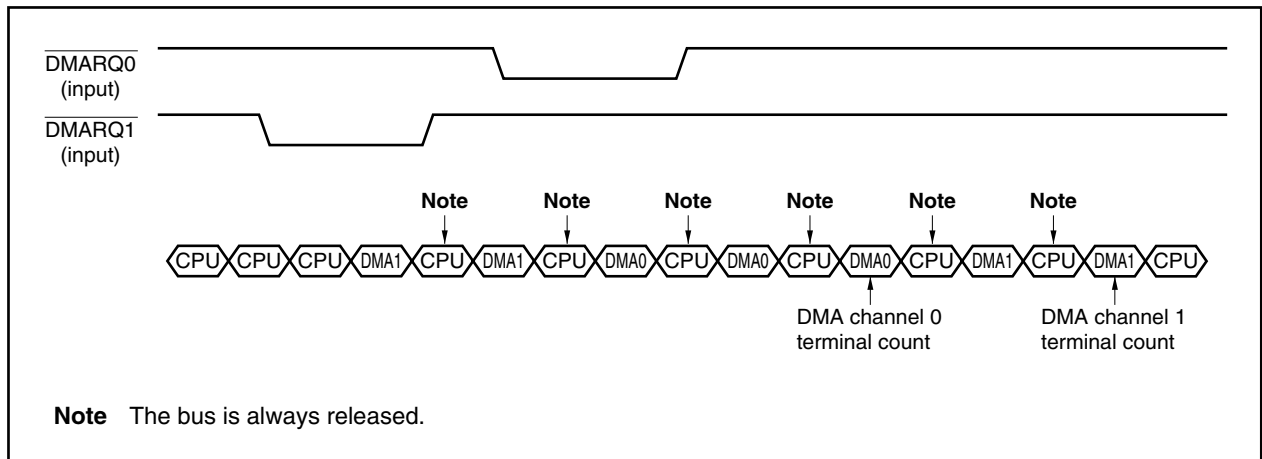 DMARQ0
(input)
DMARQ1
(input)
Note Note Note Note Note Note
CPU CPU CPU DMA1 CPU DMA1 CPU DMA0 CPU DMA0 CPU DMA0 CPU DMA1 CPU DMA1 CPU
DMA channel 0
terminal count
DMA channel 1
terminal count
Note The bus is always released.